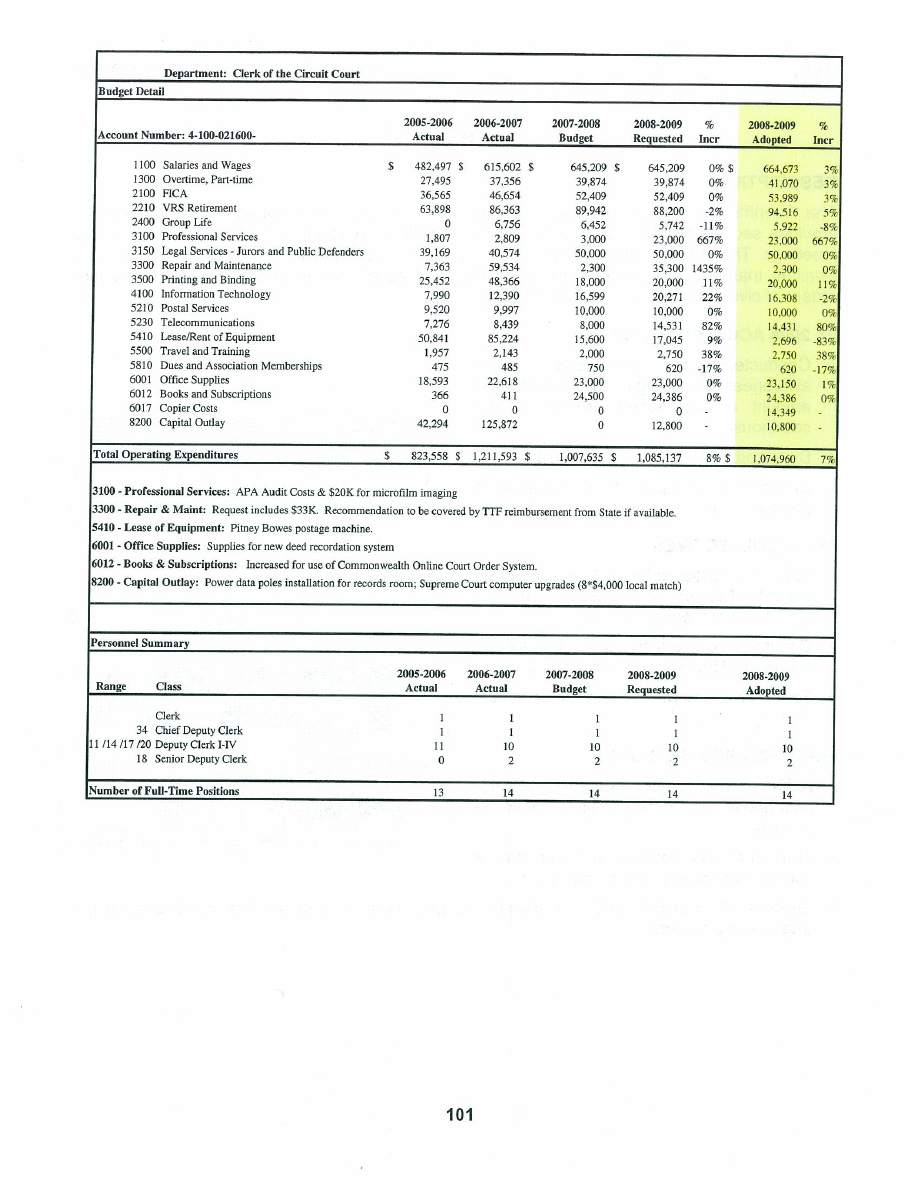 Department: Clerk of the Circuit Court
Budget Detail
2005-2006 2006-2007 2007-2008 2008-2009 % 2008-2009 %
Account Number: 4-100-021600- Actual Actual Budget Requested Incr Adopted Incr
1100 Salaries and Wages $ 482,497 $ 615,602 $ 645,209 $ 645,209 0% $ 664,673 3%
1300 Overtime, Part-time 27,495 37,356 39,874 39,874 0% 41,070 3%
2100 FICA 36,565 46,654 52,409 52,409 0% 53,989 3%
2210 VRS Retirement 63,898 86,363 89,942 88,200 -2% 94,516 5%
2400 Group Life 0 6,756 6,452 5,742 -11% 5,922 -8%
3100 Professional Services 1,807 2,809 3,000 23,000 667% 23,000 667%
3150 Legal Services - Jurors and Public Defenders 39,169 40,574 50,000 50,000 0% 50,000 0%
3300 Repair and Maintenance 7,363 59,534 2,300 35,300 1435% 2,300 0%
3500 Printing and Binding 25,452 48,366 18,000 20,000 11% 20,000 11%
4100 Information Technology 7,990 12,390 16,599 20,271 22% 16,308 -2%
5210 Postal Services 9,520 9,997 10,000 10,000 0% 10,000 0%
5230 Telecommunications 7,276 8,439 8,000 14,531 82% 14,431 80%
5410 Lease/Rent of Equipment 50,841 85,224 15,600 17,045 9% 2,696 -83%
5500 Travel and Training 1,957 2,143 2,000 2,750 38% 2,750 38%
5810 Dues and Association Memberships 475 485 750 620 -17% 620 -17%
6001 Office Supplies 18,593 22,618 23,000 23,000 0% 23,150 1%
6012 Books and Subscriptions 366 411 24,500 24,386 0% 24,386 0%
6017 Copier Costs 0 0 0 0 - 14,349 -
8200 Capital Outlay 42,294 125,872 0 12,800 - 10,800 -
Total Operating Expenditures $ 823,558 $ 1,211,593 $ 1,007,635 $ 1,085,137 8% $ 1,074,960 7%
3100 - Professional Services: APA Audit Costs & $20K for microfilm imaging
3300 - Repair & Maint: Request includes $33K. Recommendation to be covered by TTF reimbursement from State if available.
5410 - Lease of Equipment: Pitney Bowes postage machine.
6001 - Office Supplies: Supplies for new deed recordation system
6012 - Books & Subscriptions: Increased for use of Commonwealth Online Court Order System.
8200 - Capital Outlay: Power data poles installation for records room; Supreme Court computer upgrades (8*$4,000 local match)
Personnel Summary
2005-2006 2006-2007 2007-2008 2008-2009 2008-2009
Range Class Actual Actual Budget Requested Adopted
Clerk 1 1 1 1 1
34 Chief Deputy Clerk 1 1 1 1 1
11 /14 /17 /20 Deputy Clerk I-IV 11 10 10 10 10
18 Senior Deputy Clerk 0 2 2 2 2
Number of Full-Time Positions 13 14 14 14 14
101